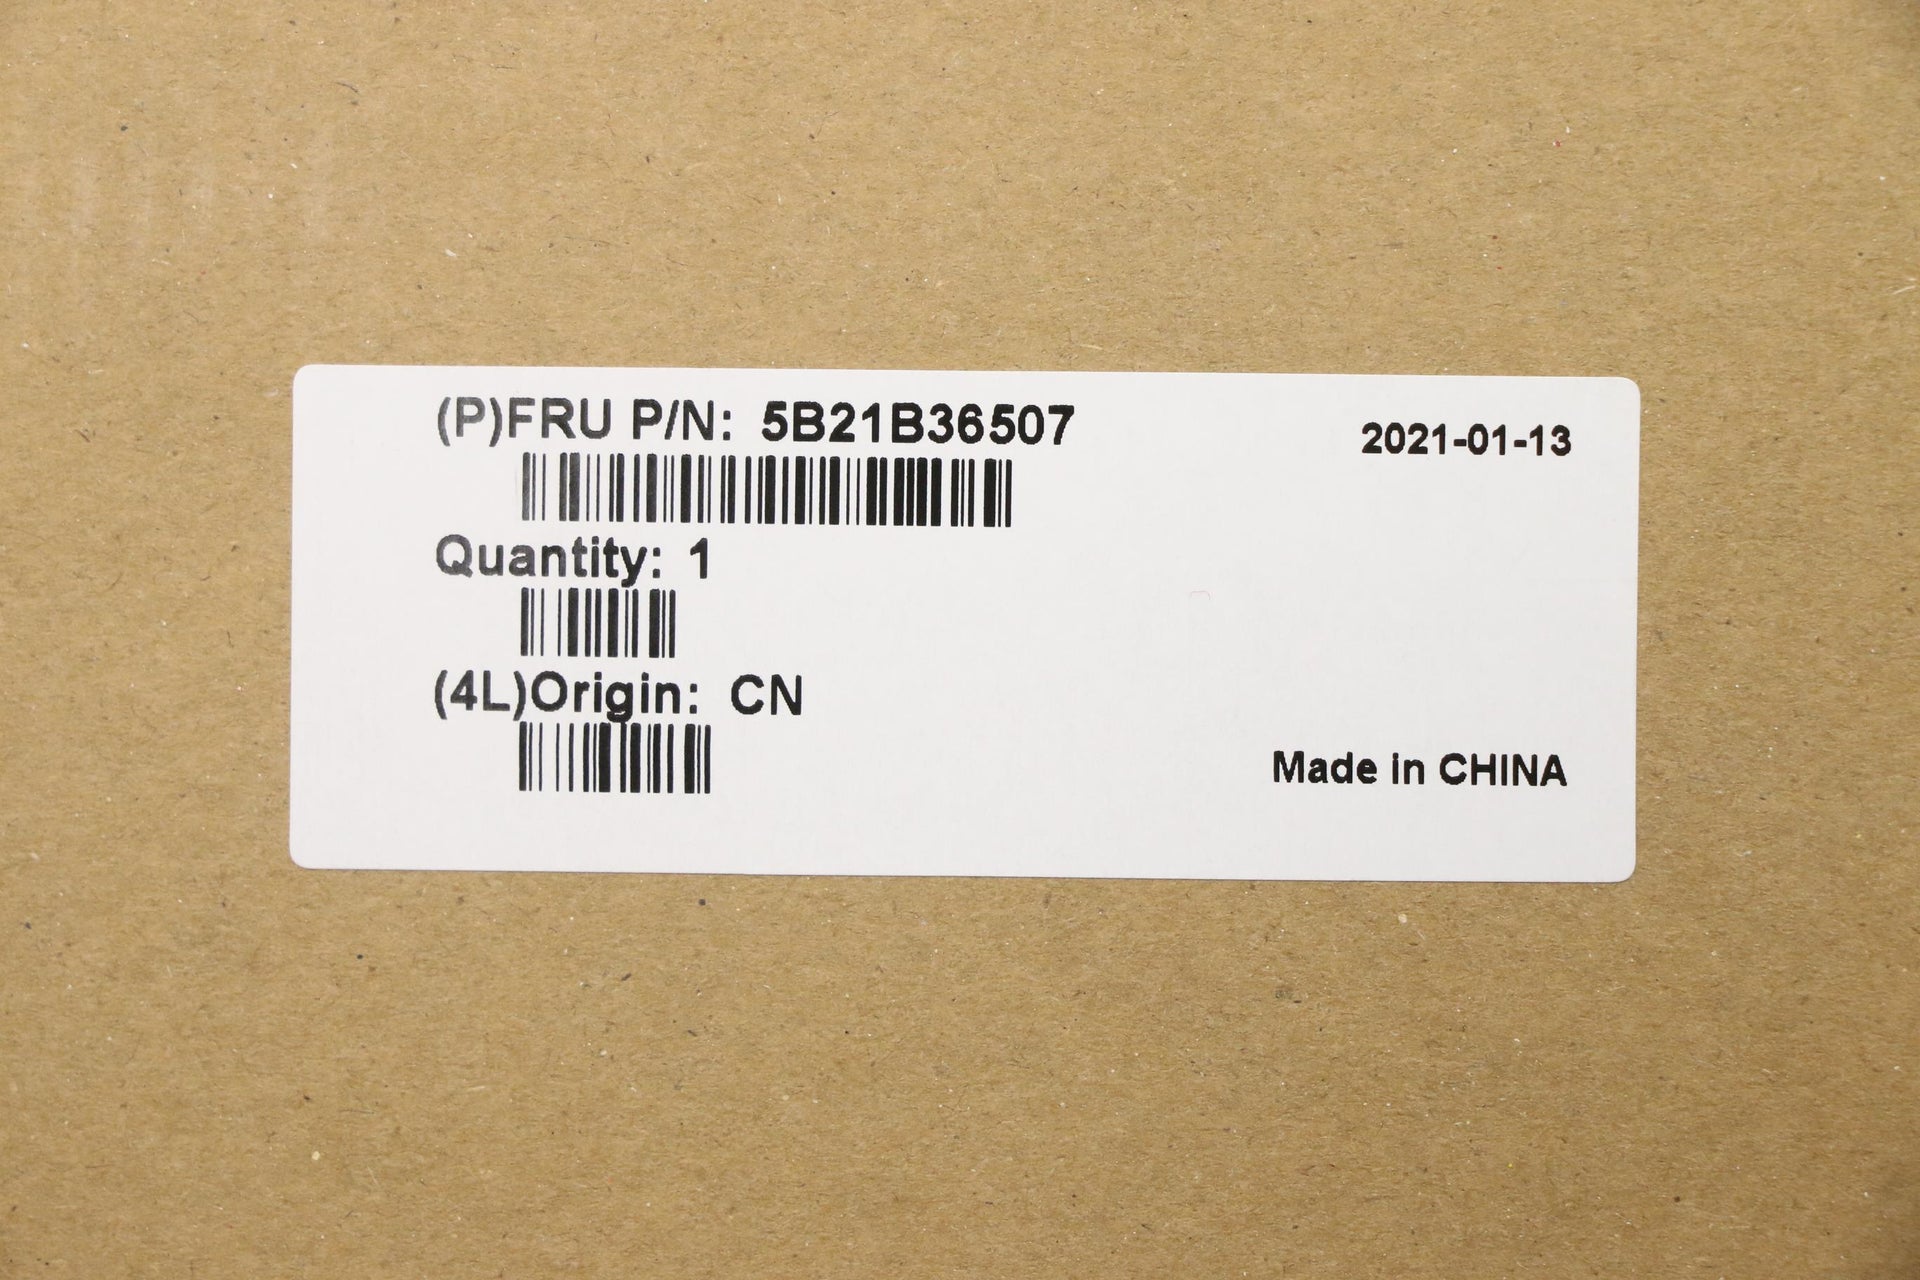 (P)FRU P/N: 5B21B36507
2021-01-13
Quantity: 1
(4L)Origin: CN
Made in CHINA